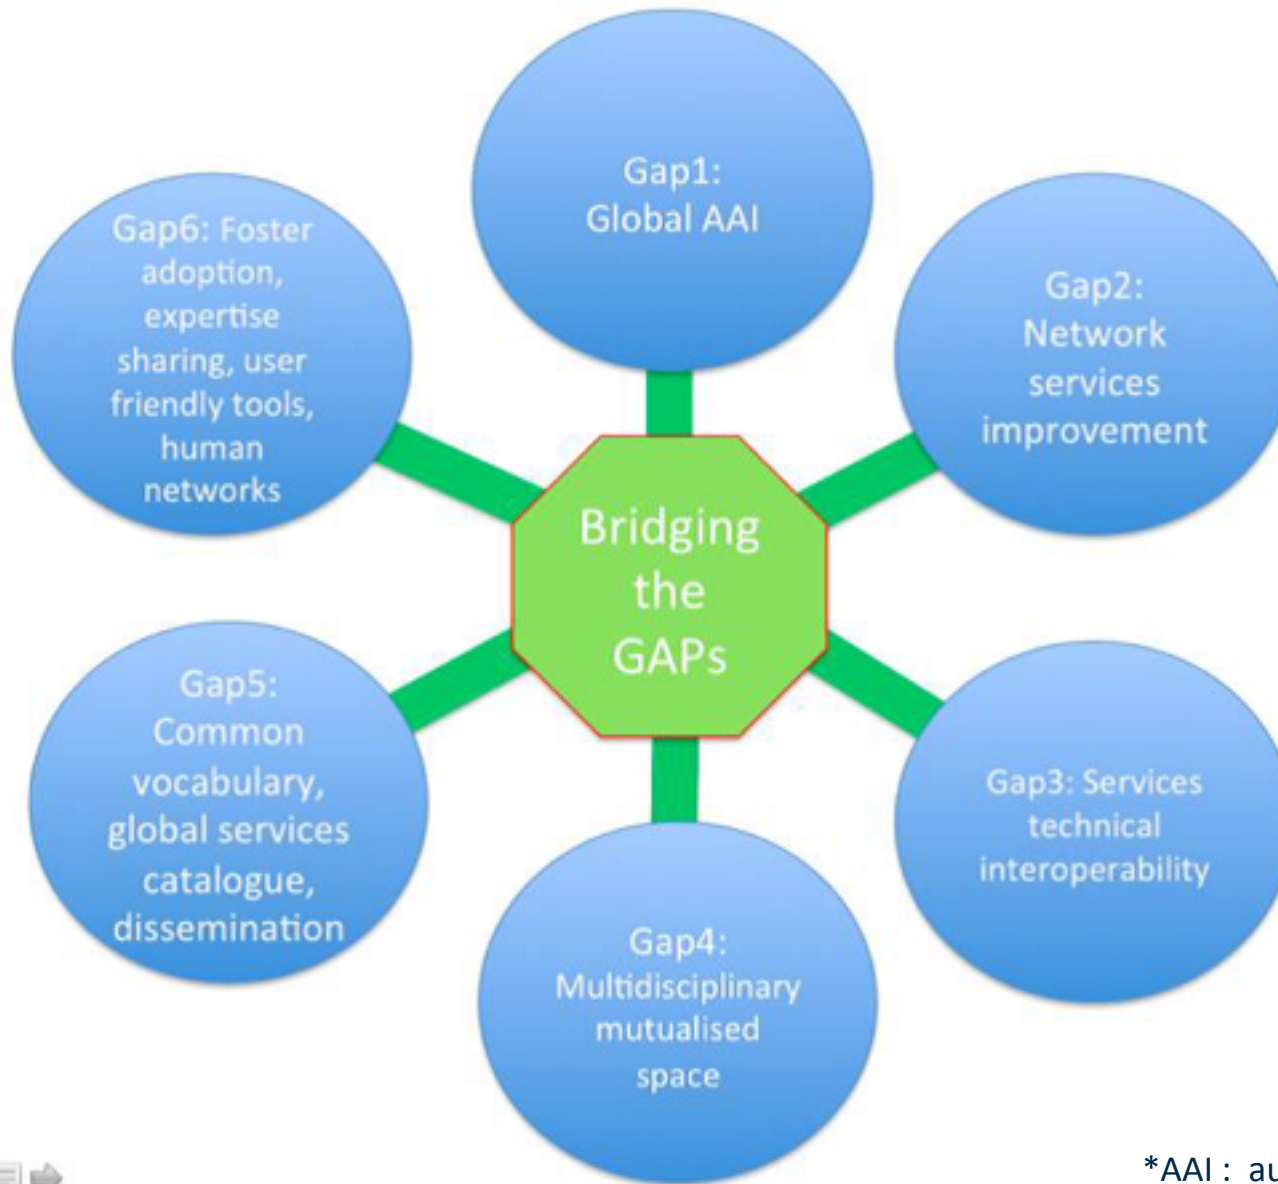 Gap1:
Global AAI
Gap2:
Network
services
improvement
Gap3: Services
technical
interoperability
Gap4:
Multidisciplinary
mutualised
space
Gap5:
Common
vocabulary,
global services
catalogue,
dissemination
Gap6: Foster
adoption,
expertise
sharing, user
friendly tools,
human
networks
Bridging
the
GAPs
*AAI :